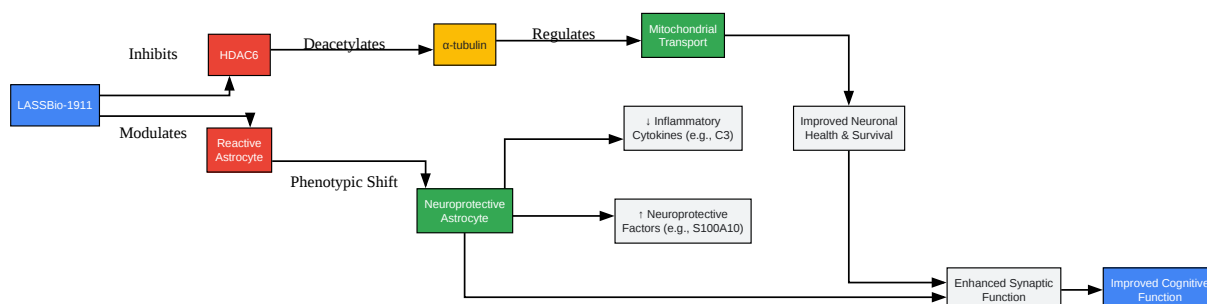 Inhibits
HDAC6
Deacetylates
α-tubulin
Regulates
Mitochondrial
Transport
LASSBio-1911
Modulates
Reactive
Astrocyte
Phenotypic Shift
Neuroprotective
Astrocyte
↓ Inflammatory
Cytokines (e.g., C3)
↑ Neuroprotective
Factors (e.g., S100A10)
Improved Neuronal
Health & Survival
Enhanced Synaptic
Function
Improved Cognitive
Function